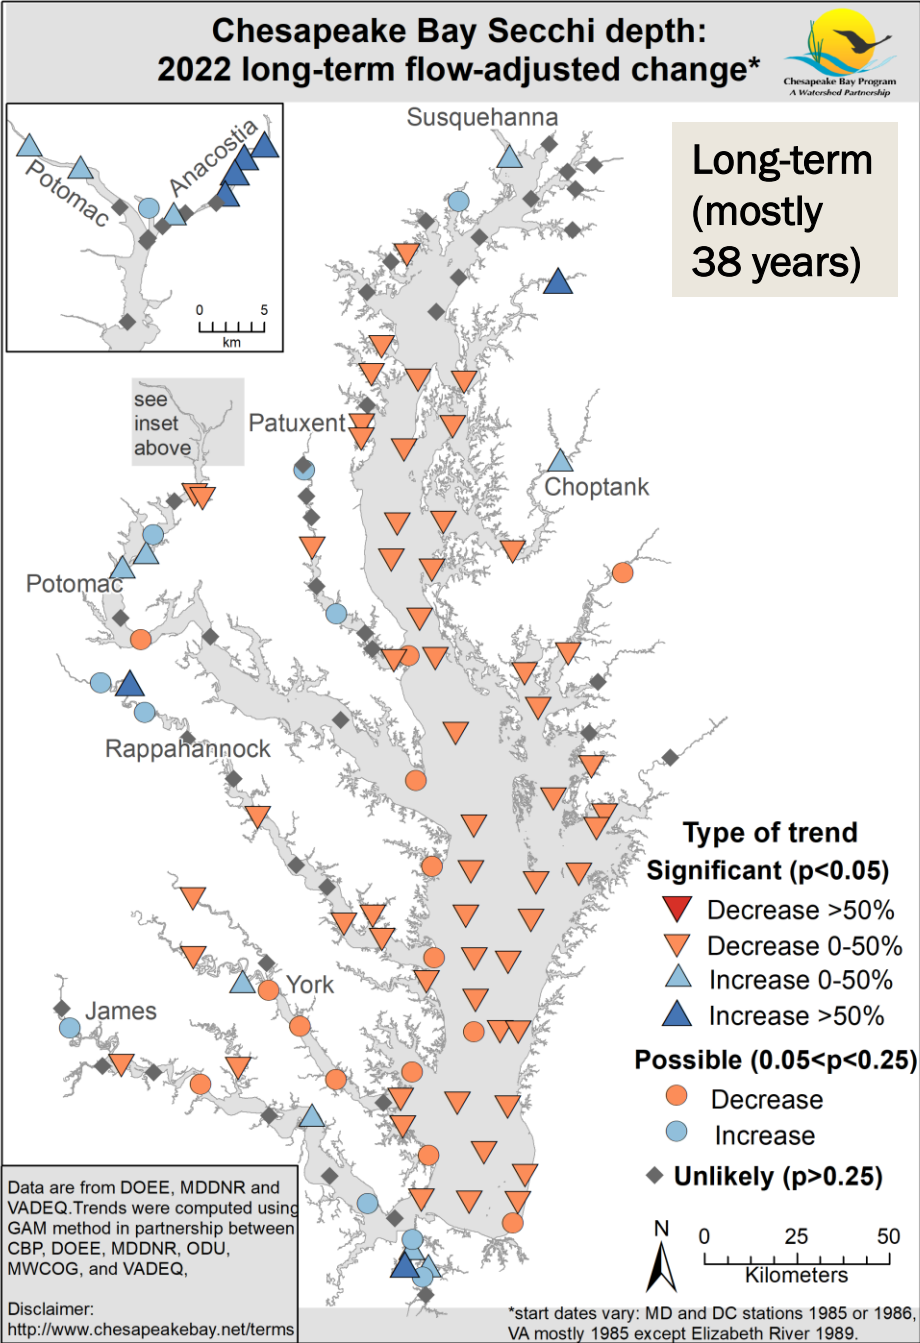 Chesapeake Bay Secchi depth:
2022 long-term flow-adjusted change*
Chesapeake Bay Program
A Watershed Partnership
Susquehanna
Long-term
(mostly
38 years)
Potomac
Anacostia
0 5
km
see
inset
above
Patuxent
Choptank
Potomac
Rappahannock
York
James
Type of trend
Significant (p<0.05)
Decrease >50%
Decrease 0-50%
Increase 0-50%
Increase >50%
Possible (0.05<p<0.25)
Decrease
Increase
Unlikely (p>0.25)
N
0 25 50
Kilometers
Data are from DOEE, MDDNR and
VADEQ.Trends were computed using
GAM method in partnership between
CBP, DOEE, MDDNR, ODU,
MWCOG, and VADEQ,
Disclaimer:
http://www.chesapeakebay.net/terms
*start dates vary: MD and DC stations 1985 or 1986,
VA mostly 1985 except Elizabeth River 1989.